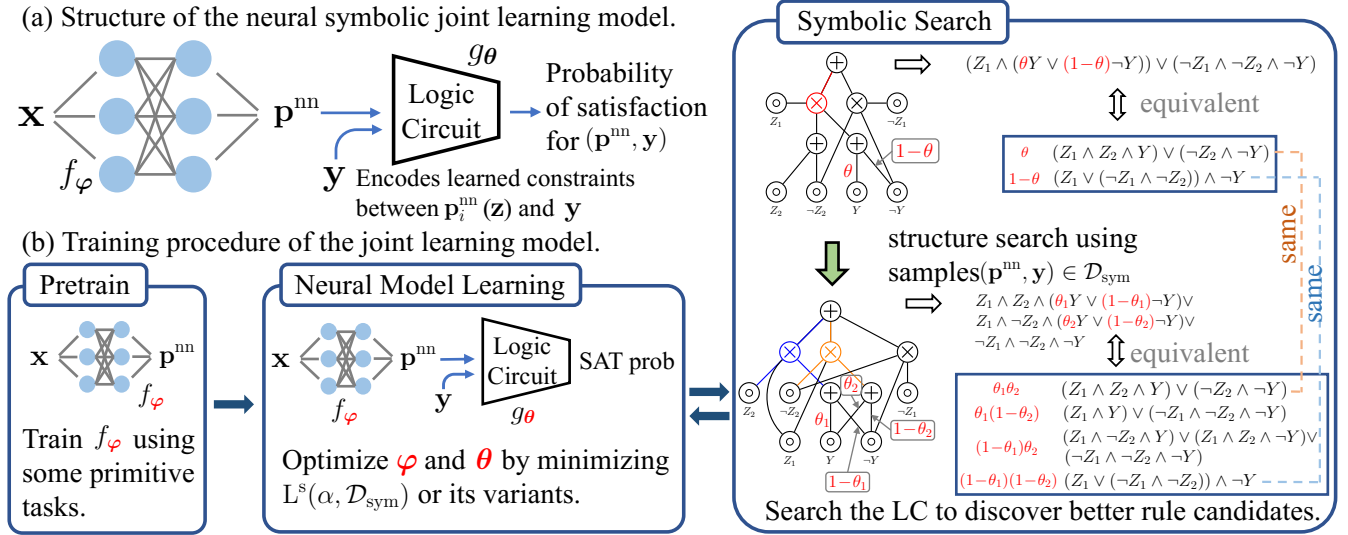 (a) Structure of the neural symbolic joint learning model.
x
f_φ
p^nn
y
g_θ
Logic
Circuit
Probability
of satisfaction
for (p^nn, y)
Encodes learned constraints
between p_i^nn (z) and y
(b) Training procedure of the joint learning model.
Pretrain
x
p^nn
f_φ
Train f_φ using
some primitive
tasks.
Neural Model Learning
x
p^nn
f_φ
y
Logic
Circuit
g_θ
SAT prob
Optimize φ and θ by minimizing
L^s(α, D_sym) or its variants.
Symbolic Search
Z_1
¬Z_1
θ
1−θ
Z_2
¬Z_2
Y
¬Y
(Z_1 ∧ (θY ∨ (1−θ)¬Y)) ∨ (¬Z_1 ∧ ¬Z_2 ∧ ¬Y)
equivalent
θ (Z_1 ∧ Z_2 ∧ Y) ∨ (¬Z_2 ∧ ¬Y)
1−θ (Z_1 ∨ (¬Z_1 ∧ ¬Z_2)) ∧ ¬Y
same
same
structure search using
samples(p^nn, y) ∈ D_sym
Z_1 ∧ Z_2 ∧ (θ_1Y ∨ (1−θ_1)¬Y)∨
Z_1 ∧ ¬Z_2 ∧ (θ_2Y ∨ (1−θ_2)¬Y)∨
¬Z_1 ∧ ¬Z_2 ∧ ¬Y
equivalent
Z_2
¬Z_2
θ_2
¬Z_1
θ_1
1−θ_2
Z_1
Y
¬Y
1−θ_1
θ_1θ_2 (Z_1 ∧ Z_2 ∧ Y) ∨ (¬Z_2 ∧ ¬Y)
θ_1(1−θ_2) (Z_1 ∧ Y) ∨ (¬Z_1 ∧ ¬Z_2 ∧ ¬Y)
(1−θ_1)θ_2 (Z_1 ∧ ¬Z_2 ∧ Y) ∨ (Z_1 ∧ Z_2 ∧ ¬Y)∨
(¬Z_1 ∧ ¬Z_2 ∧ ¬Y)
(1−θ_1)(1−θ_2) (Z_1 ∨ (¬Z_1 ∧ ¬Z_2)) ∧ ¬Y
Search the LC to discover better rule candidates.